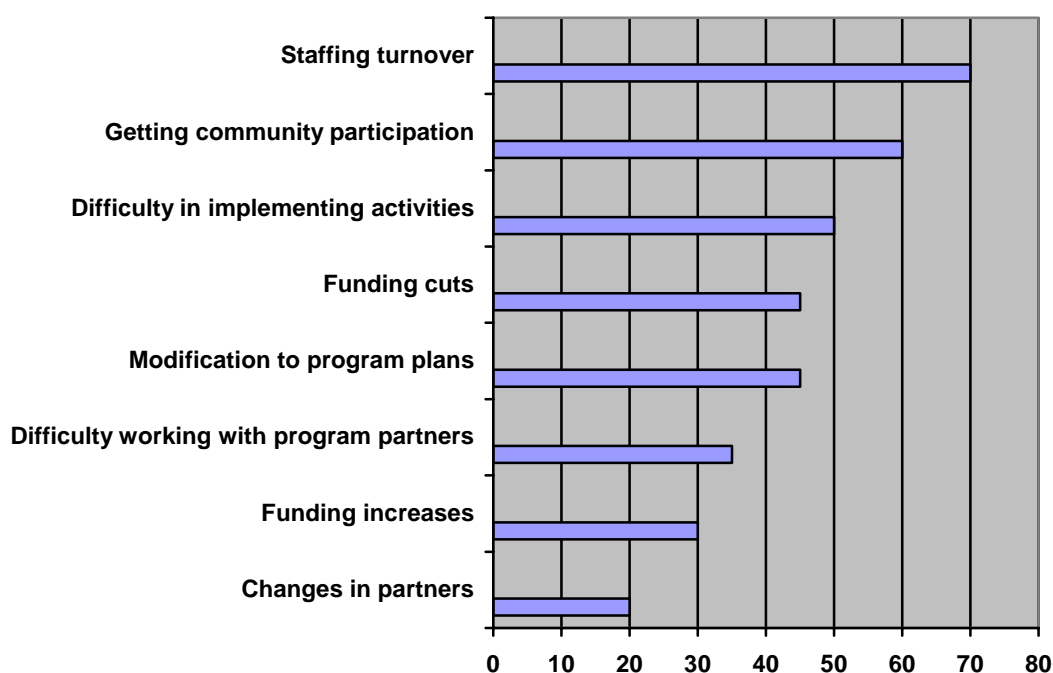 Staffing turnover
Getting community participation
Difficulty in implementing activities
Funding cuts
Modification to program plans
Difficulty working with program partners
Funding increases
Changes in partners
0 10 20 30 40 50 60 70 80